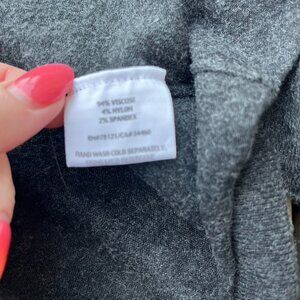 94% VISCOSE
4% NYLON
2% SPANDEX
RN#78121/CA#34460
HAND WASH COLD SEPARATELY,